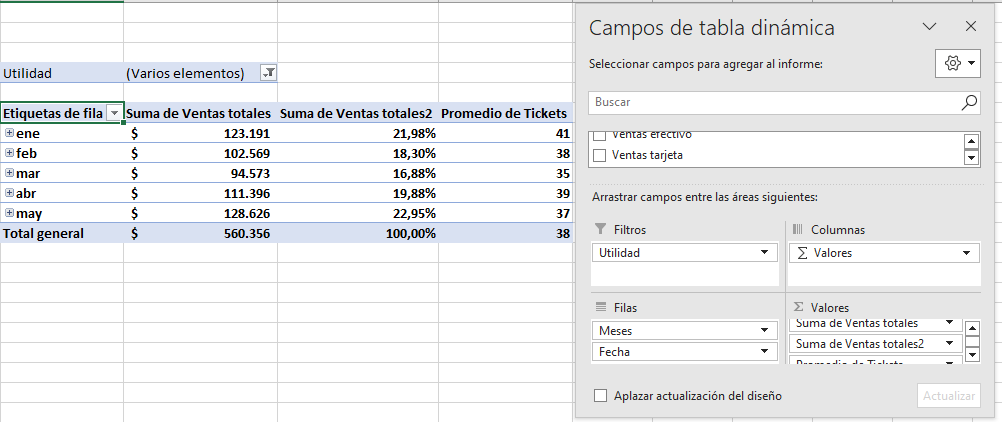 Utilidad (Varios elementos)
Etiquetas de fila Suma de Ventas totales Suma de Ventas totales2 Promedio de Tickets
ene $ 123.191 21,98% 41
feb $ 102.569 18,30% 38
mar $ 94.573 16,88% 35
abr $ 111.396 19,88% 39
may $ 128.626 22,95% 37
Total general $ 560.356 100,00% 38
Campos de tabla dinámica
Seleccionar campos para agregar al informe:
Buscar
Ventas efectivo
Ventas tarjeta
Arrastrar campos entre las áreas siguientes:
Filtros
Utilidad
Columnas
Σ Valores
Filas
Meses
Fecha
Σ Valores
Suma de Ventas totales
Suma de Ventas totales2
Promedio de Tickets
Aplazar actualización del diseño
Actualizar